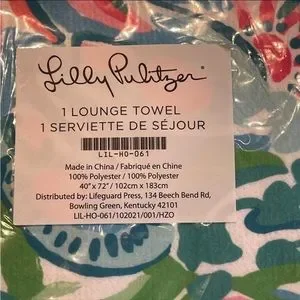 Lilly Pulitzer
1 LOUNGE TOWEL
1 SERVIETTE DE SÉJOUR
LIL-HO-061
Made in China / Fabriqué en Chine
100% Polyester / 100% Polyester
40" x 72" / 102cm x 183cm
Distributed by: Lifeguard Press, 134 Beech Bend Rd,
Bowling Green, Kentucky 42101
LIL-HO-061/102021/001/HZO